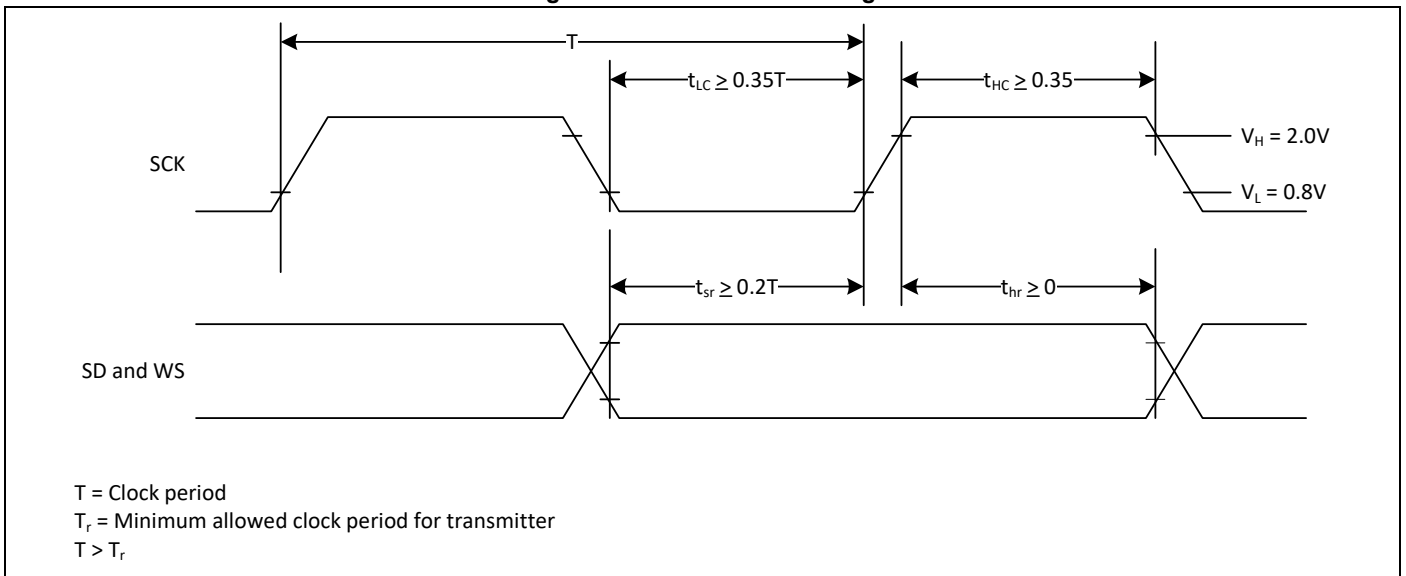 T
t_LC ≥ 0.35T
t_HC ≥ 0.35
V_H = 2.0V
SCK
V_L = 0.8V
t_sr ≥ 0.2T
t_hr ≥ 0
SD and WS
T = Clock period
T_r = Minimum allowed clock period for transmitter
T > T_r